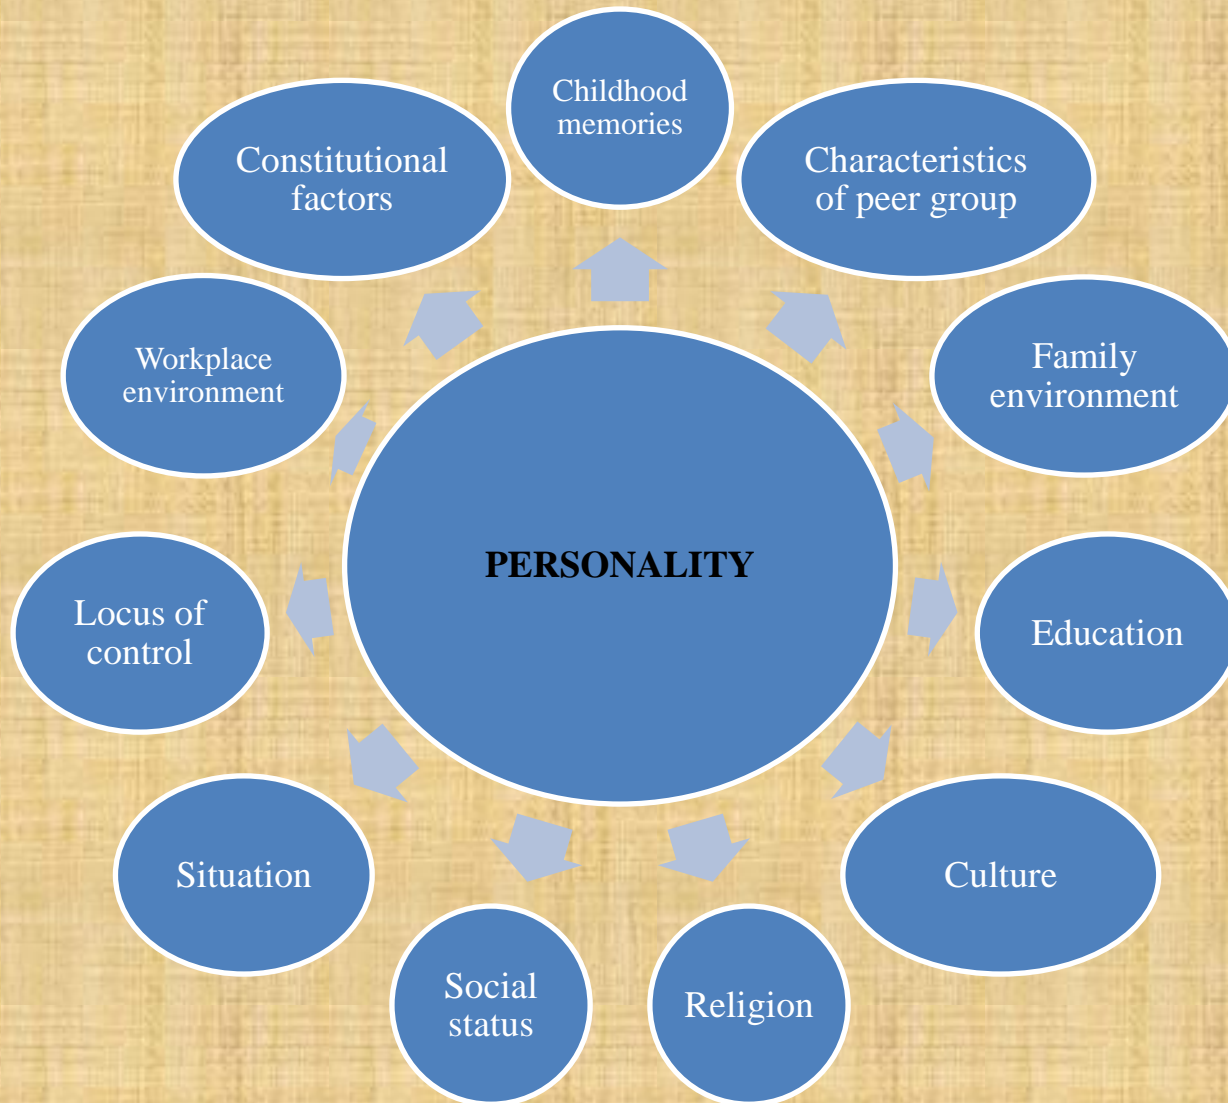 Childhood
memories
Constitutional
factors
Characteristics
of peer group
Workplace
environment
Family
environment
PERSONALITY
Locus of
control
Education
Situation
Culture
Social
status
Religion